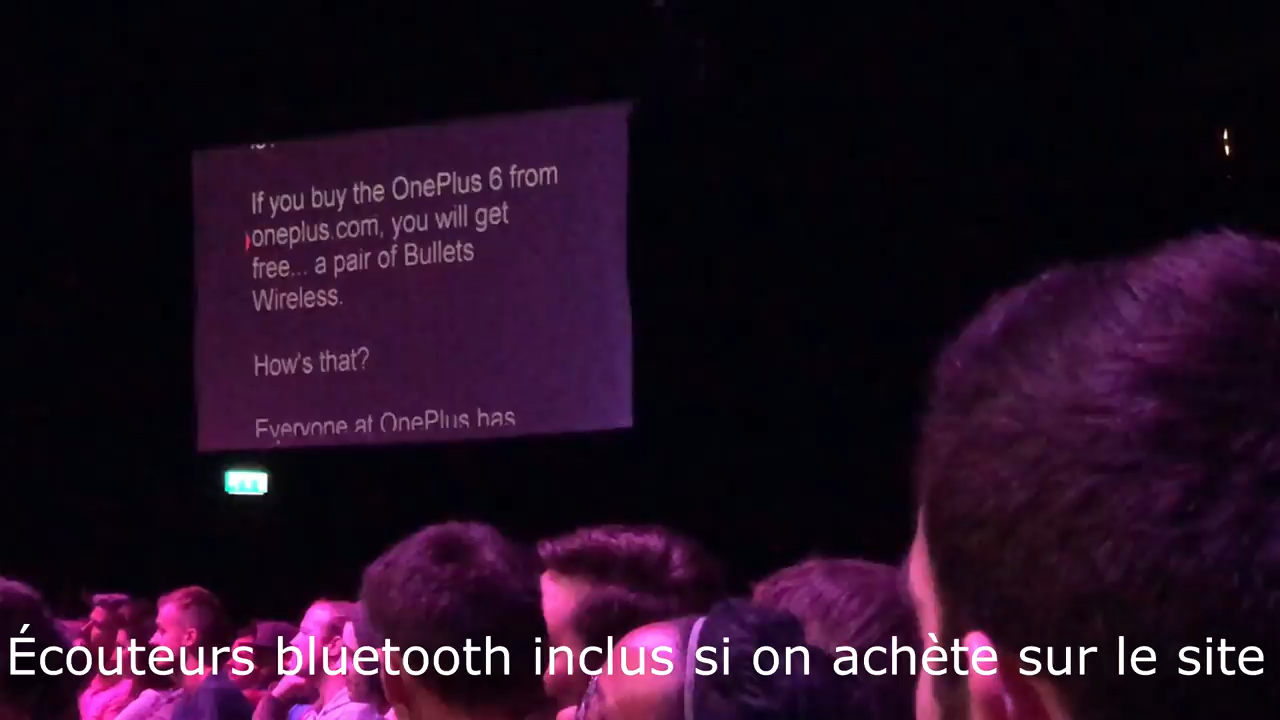 If you buy the OnePlus 6 from
oneplus.com, you will get
free... a pair of Bullets
Wireless.
How's that?
Everyone at OnePlus has
Écouteurs bluetooth inclus si on achète sur le site